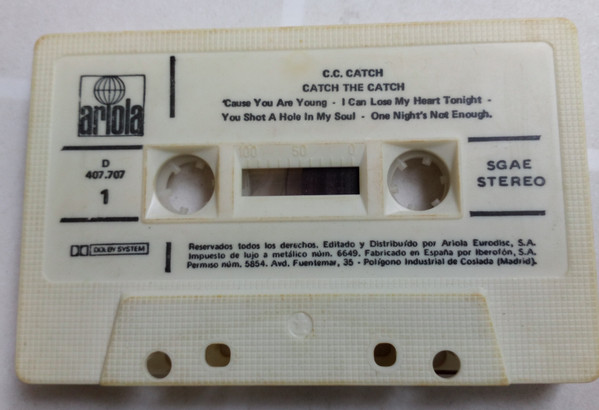 C.C. CATCH
CATCH THE CATCH
'Cause You Are Young - I Can Lose My Heart Tonight -
You Shot A Hole In My Soul - One Night's Not Enough.
ariola
100 50 0
D
407.707
1
SGAE
STEREO
DOLBY SYSTEM
Reservados todos los derechos. Editado y Distribuído por Ariola Eurodisc, S.A.
Impuesto de lujo a metálico núm. 6649. Fabricado en España por Iberofón, S.A.
Permiso núm. 5854. Avd. Fuentemar, 35 - Polígono Industrial de Coslada (Madrid).